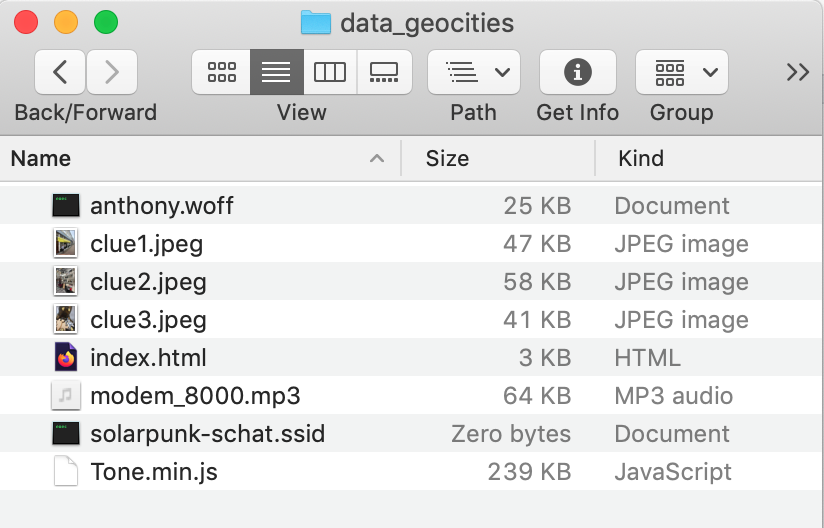 data_geocities
Back/Forward View Path Get Info Group
Name Size Kind
anthony.woff 25 KB Document
clue1.jpeg 47 KB JPEG image
clue2.jpeg 58 KB JPEG image
clue3.jpeg 41 KB JPEG image
index.html 3 KB HTML
modem_8000.mp3 64 KB MP3 audio
solarpunk-schat.ssid Zero bytes Document
Tone.min.js 239 KB JavaScript